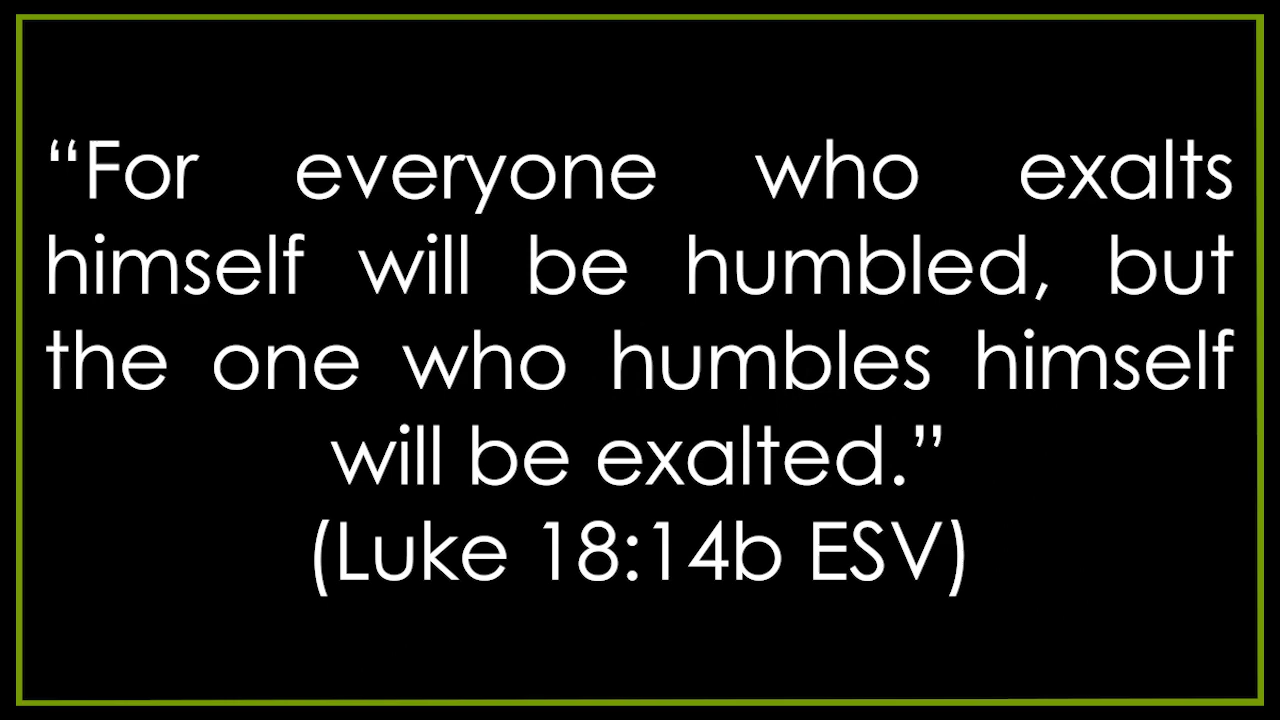 “For everyone who exalts
himself will be humbled, but
the one who humbles himself
will be exalted.”
(Luke 18:14b ESV)